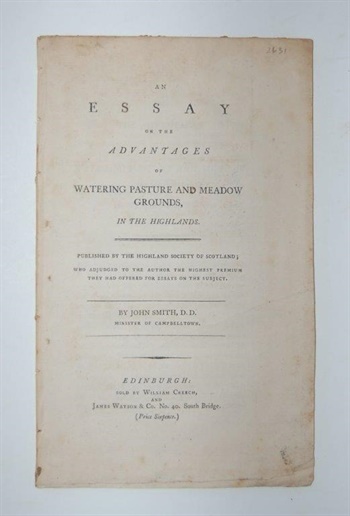 1631
AN
ESSAY
ON THE
ADVANTAGES
OF
WATERING PASTURE AND MEADOW
GROUNDS,
IN THE HIGHLANDS.
PUBLISHED BY THE HIGHLAND SOCIETY OF SCOTLAND;
WHO ADJUDGED TO THE AUTHOR THE HIGHEST PREMIUM
THEY HAD OFFERED FOR ESSAYS ON THE SUBJECT.
BY JOHN SMITH, D. D.
MINISTER OF CAMPBELLTOWN.
EDINBURGH:
SOLD BY WILLIAM CREECH,
AND
JAMES WATSON & CO. No. 40. South Bridge.
(Price Sixpence.)